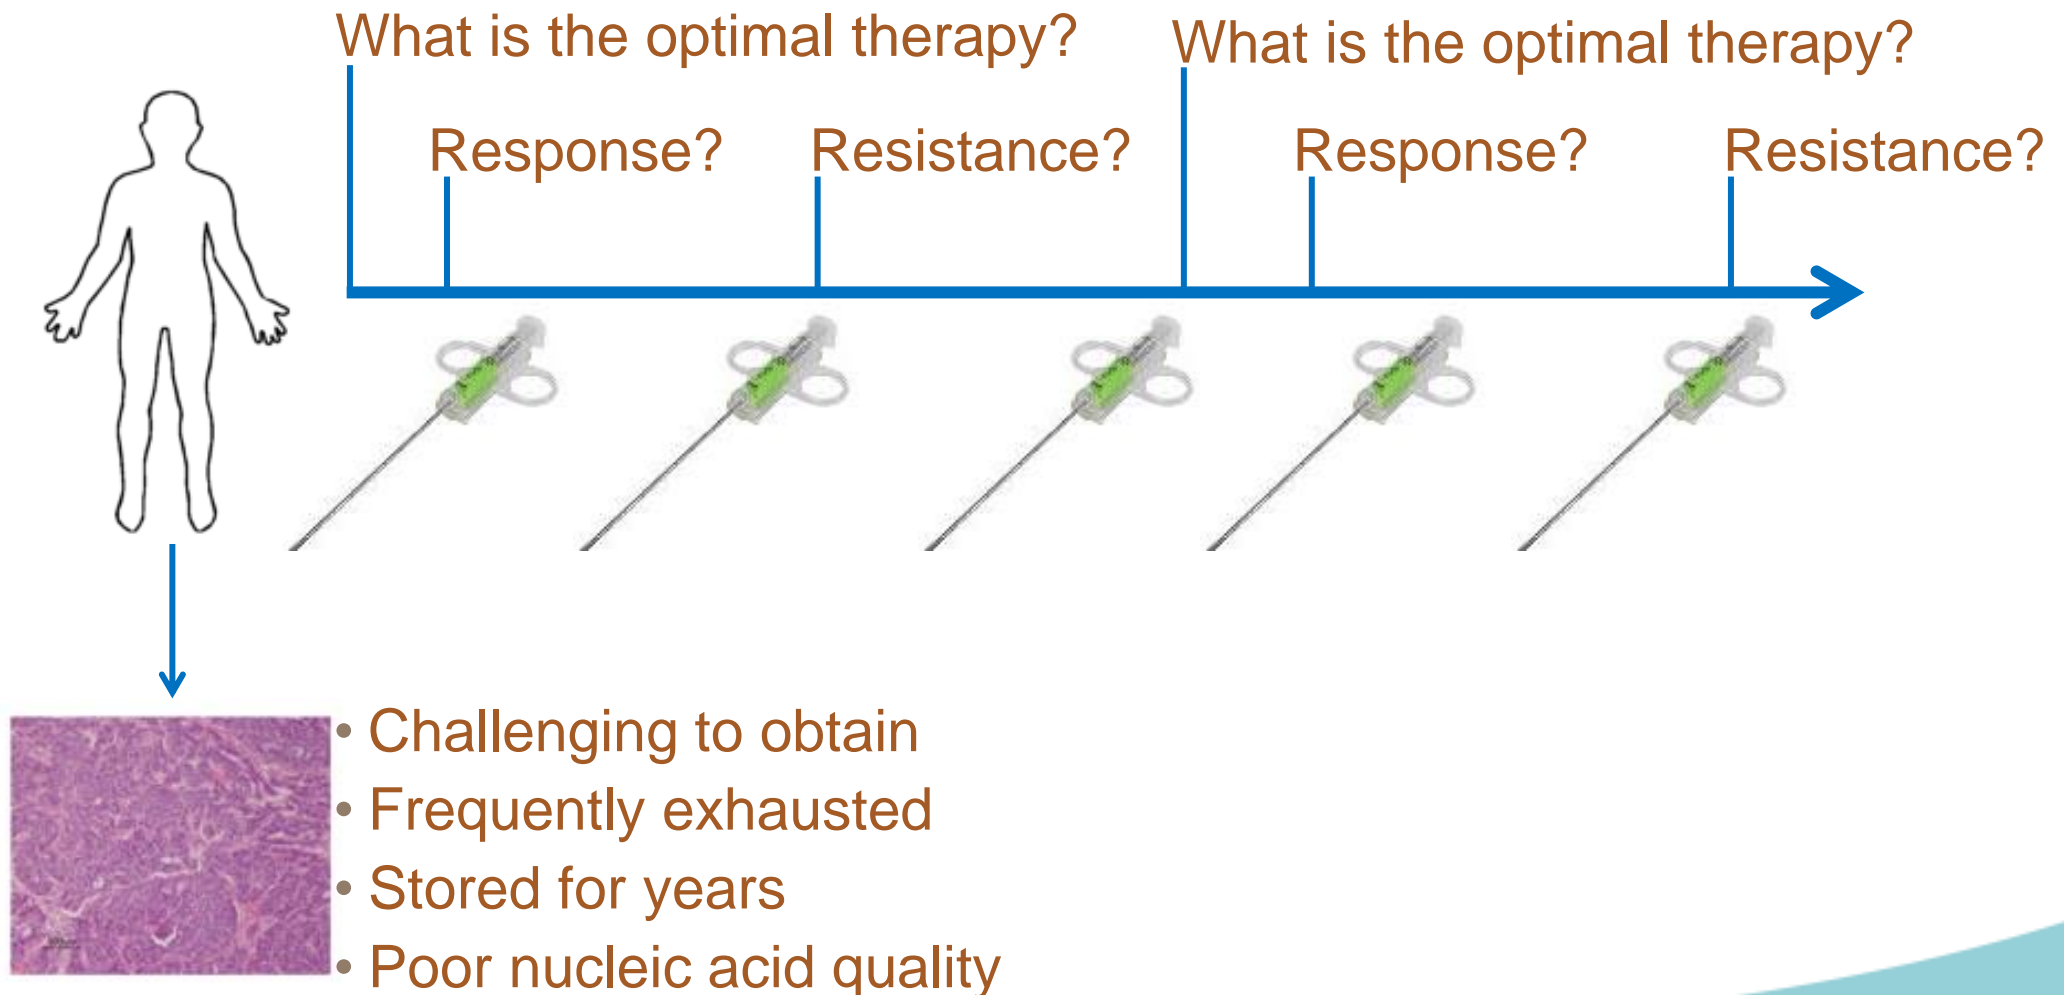 What is the optimal therapy?
What is the optimal therapy?
Response?
Resistance?
Response?
Resistance?
• Challenging to obtain
• Frequently exhausted
• Stored for years
• Poor nucleic acid quality